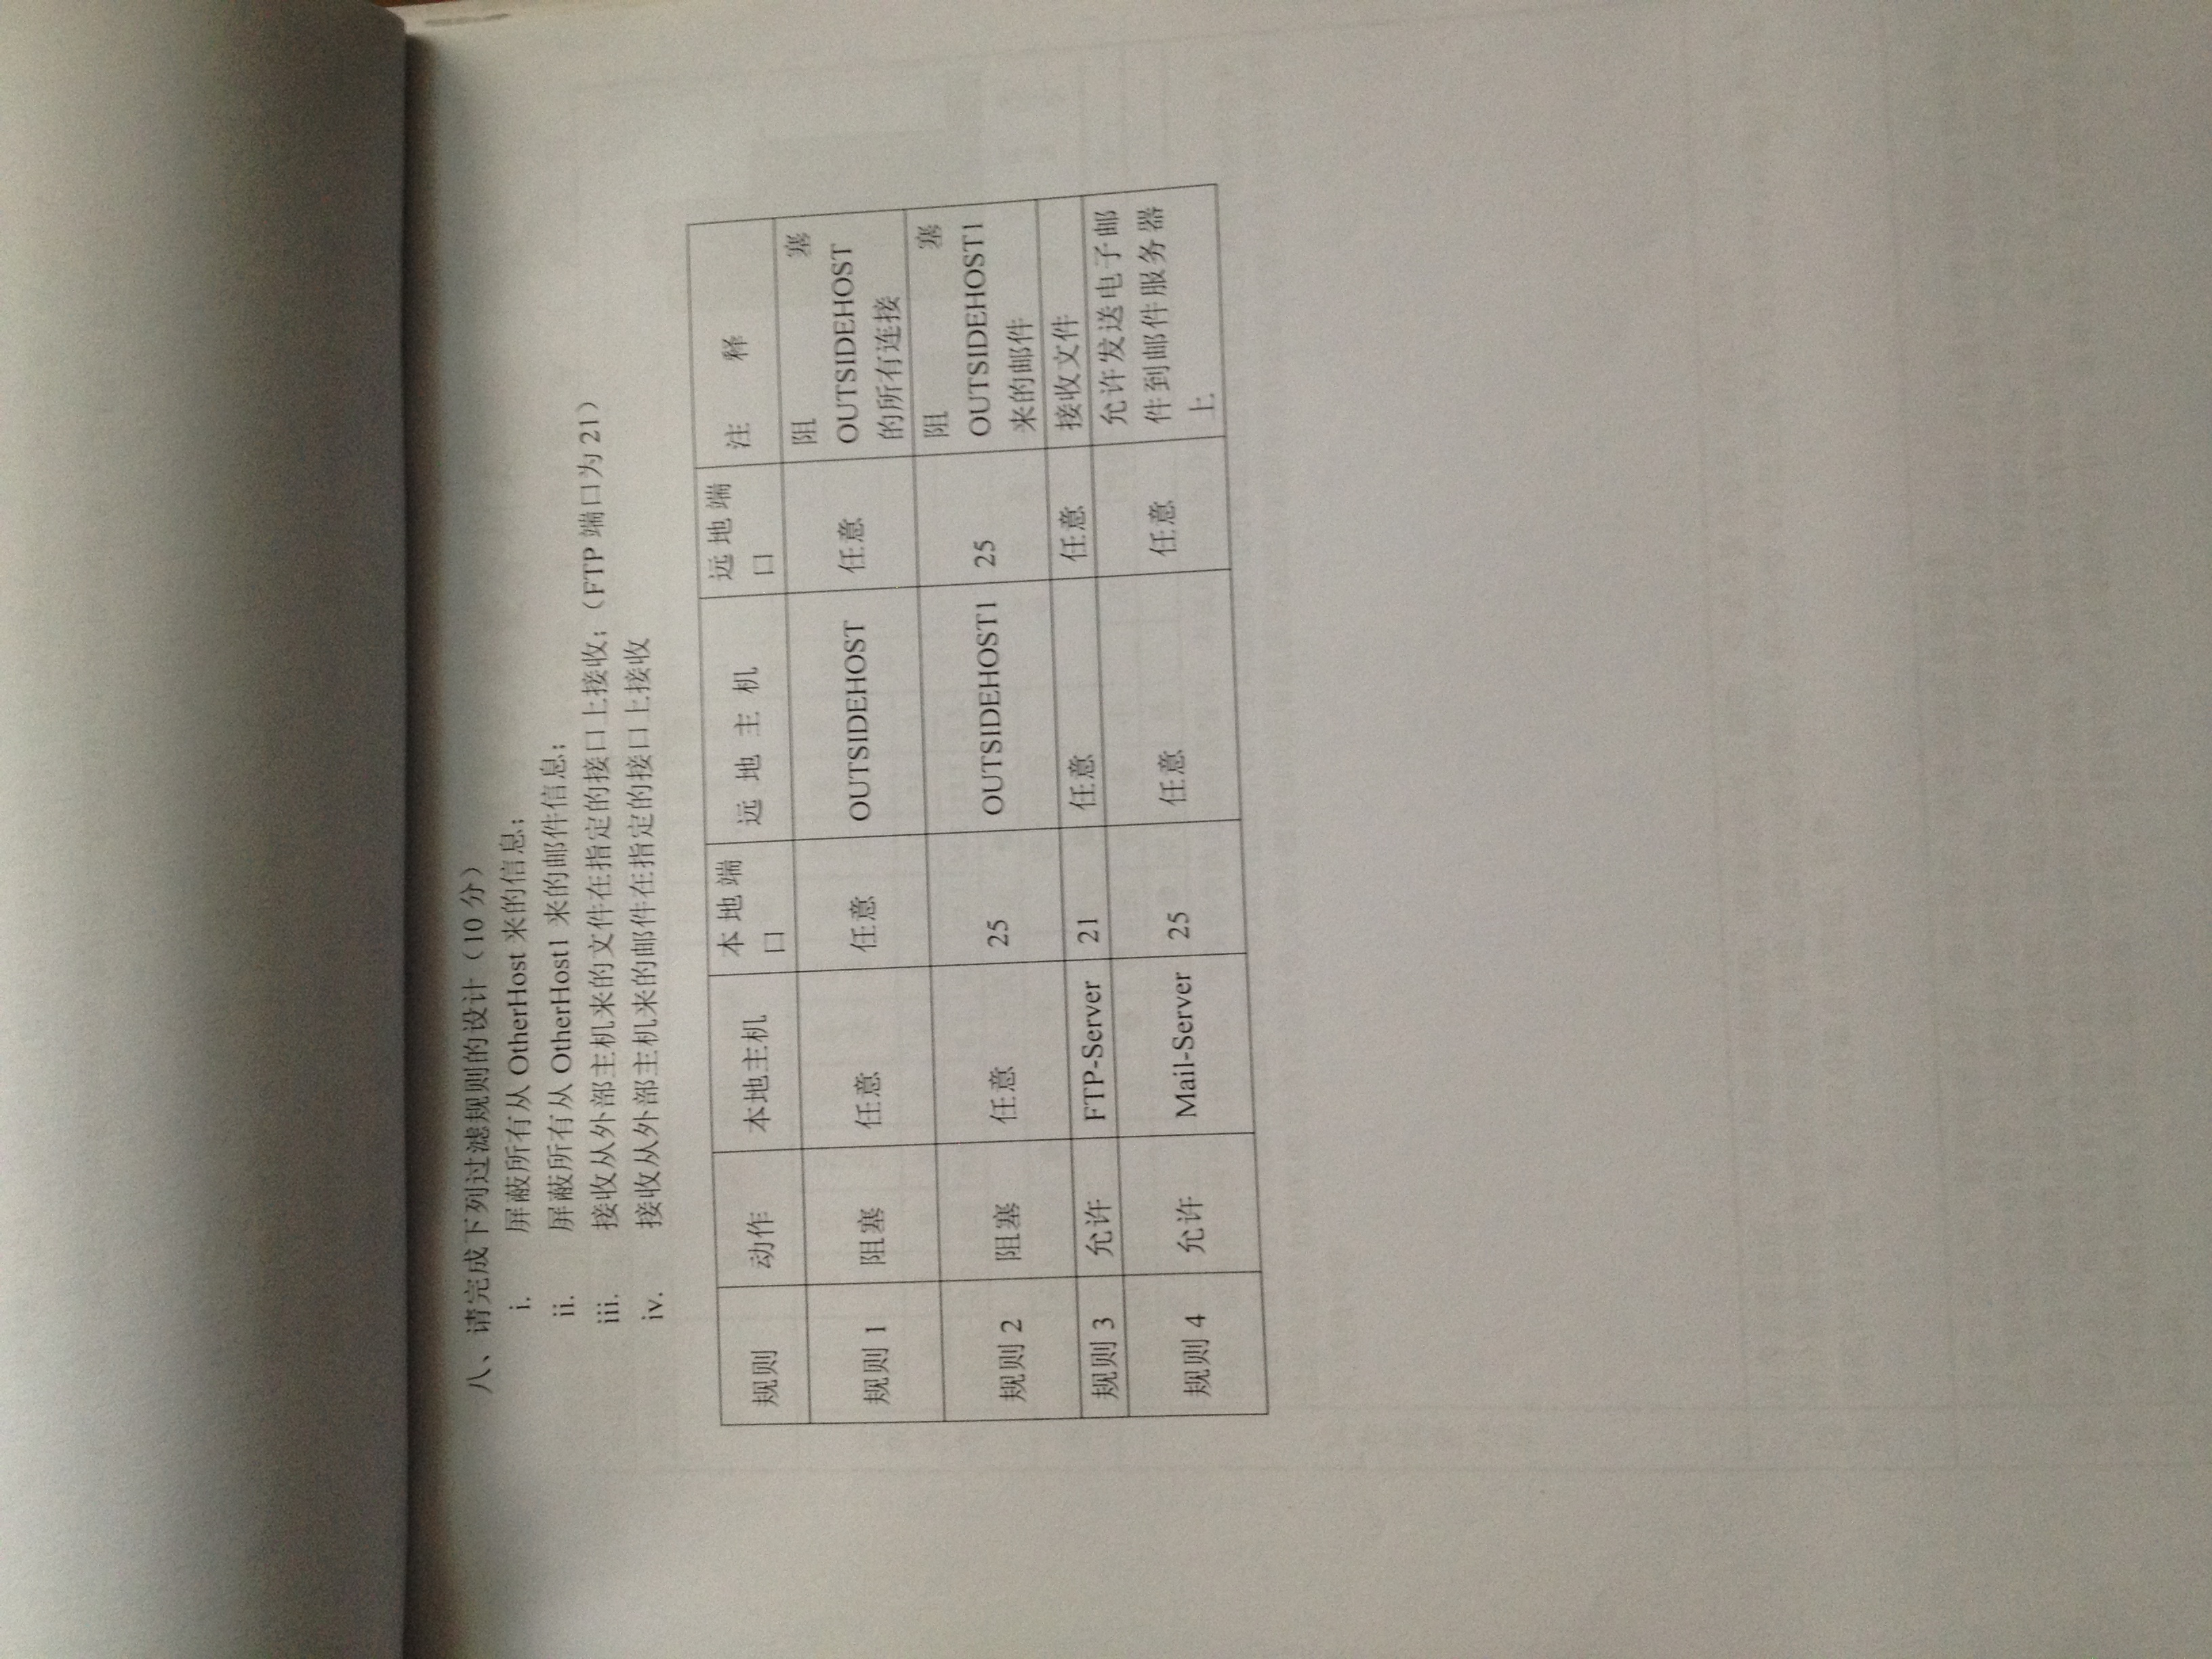 八、请完成下列过滤规则的设计（10 分）
i. 屏蔽所有从 OtherHost 来的信息；
ii. 屏蔽所有从 OtherHost1 来的邮件信息；
iii. 接收从外部主机来的文件在指定的接口上接收；（FTP 端口为 21）
iv. 接收从外部主机来的邮件在指定的接口上接收
规则 动作 本地主机 本地端口 远地主机 远地端口 注 释
规则 1 阻塞 任意 任意 OUTSIDEHOST 任意 阻 塞 OUTSIDEHOST 的所有连接
规则 2 阻塞 任意 25 OUTSIDEHOST1 25 阻 塞 OUTSIDEHOST1 来的邮件
规则 3 允许 FTP-Server 21 任意 任意 接收文件
规则 4 允许 Mail-Server 25 任意 任意 允许发送电子邮件到邮件服务器上